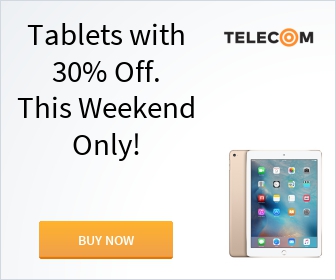 Tablets with
30% Off.
This Weekend
Only!
TELECOM
BUY NOW